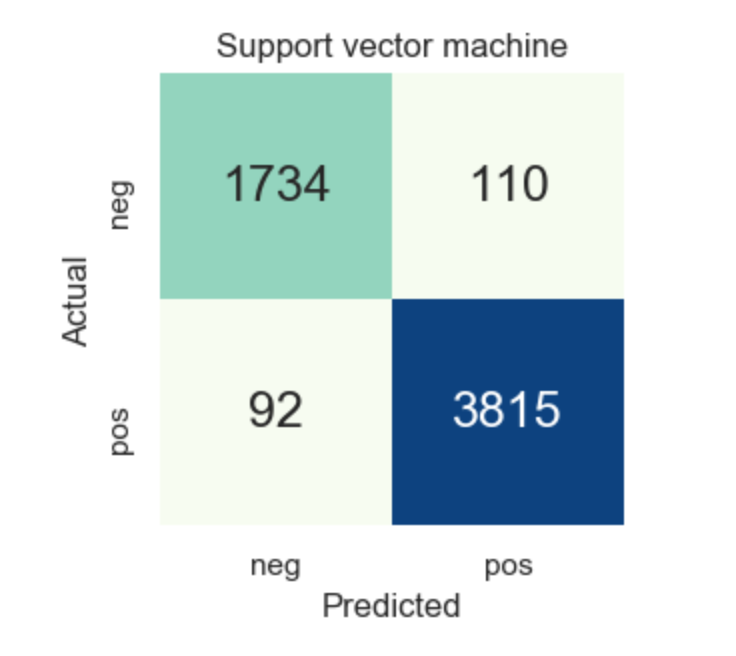 Support vector machine
neg
1734
110
Actual
pos
92
3815
neg
pos
Predicted